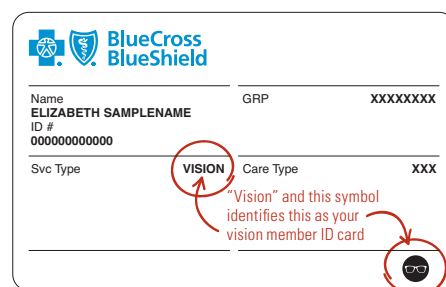 BlueCross
BlueShield
Name
ELIZABETH SAMPLENAME
ID #
000000000000
GRP XXXXXXXX
Svc Type VISION
Care Type XXX
"Vision" and this symbol
identifies this as your
vision member ID card